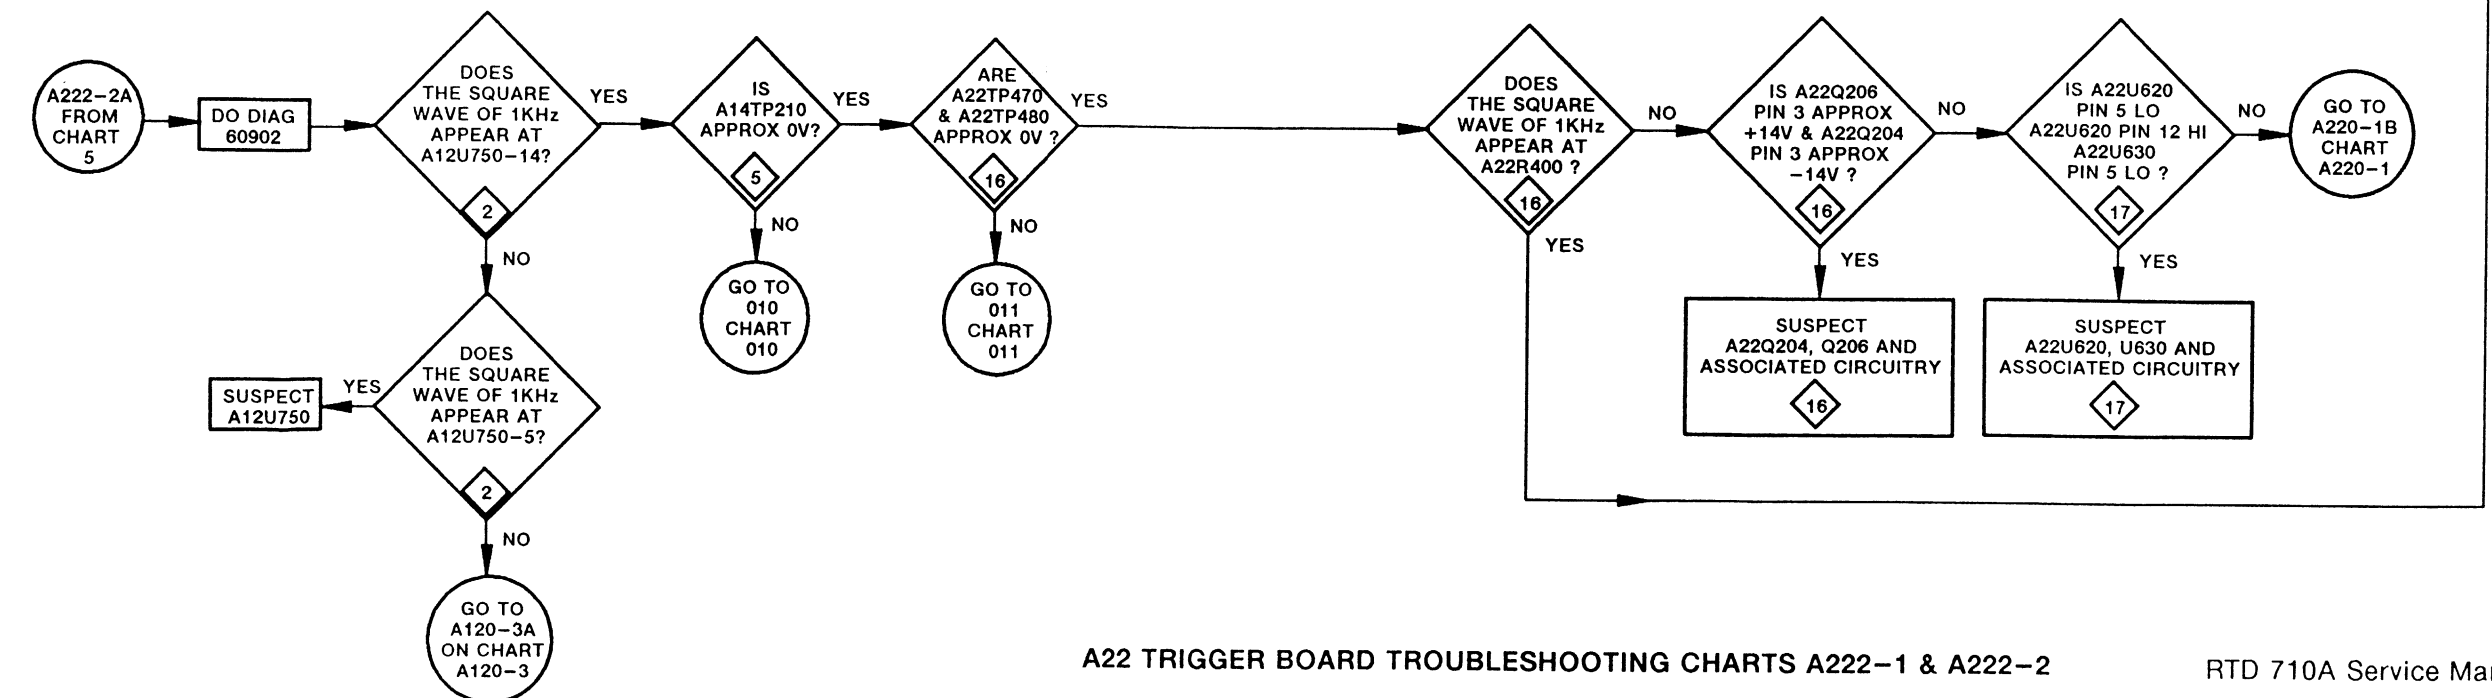 A222-2A
FROM
CHART
5
DO DIAG
60902
DOES
THE SQUARE
WAVE OF 1KHz
APPEAR AT
A12U750-14?
2
YES
NO
IS
A14TP210
APPROX 0V?
5
YES
NO
GO TO
010
CHART
010
ARE
A22TP470
& A22TP480
APPROX 0V ?
16
YES
NO
GO TO
011
CHART
011
DOES
THE SQUARE
WAVE OF 1KHz
APPEAR AT
A22R400 ?
16
NO
YES
IS A22Q206
PIN 3 APPROX
+14V & A22Q204
PIN 3 APPROX
-14V ?
16
NO
YES
SUSPECT
A22Q204, Q206 AND
ASSOCIATED CIRCUITRY
16
IS A22U620
PIN 5 LO
A22U620 PIN 12 HI
A22U630
PIN 5 LO ?
17
NO
YES
SUSPECT
A22U620, U630 AND
ASSOCIATED CIRCUITRY
17
GO TO
A220-1B
CHART
A220-1
DOES
THE SQUARE
WAVE OF 1KHz
APPEAR AT
A12U750-5?
2
YES
SUSPECT
A12U750
NO
GO TO
A120-3A
ON CHART
A120-3
A22 TRIGGER BOARD TROUBLESHOOTING CHARTS A222-1 & A222-2
RTD 710A Service Ma